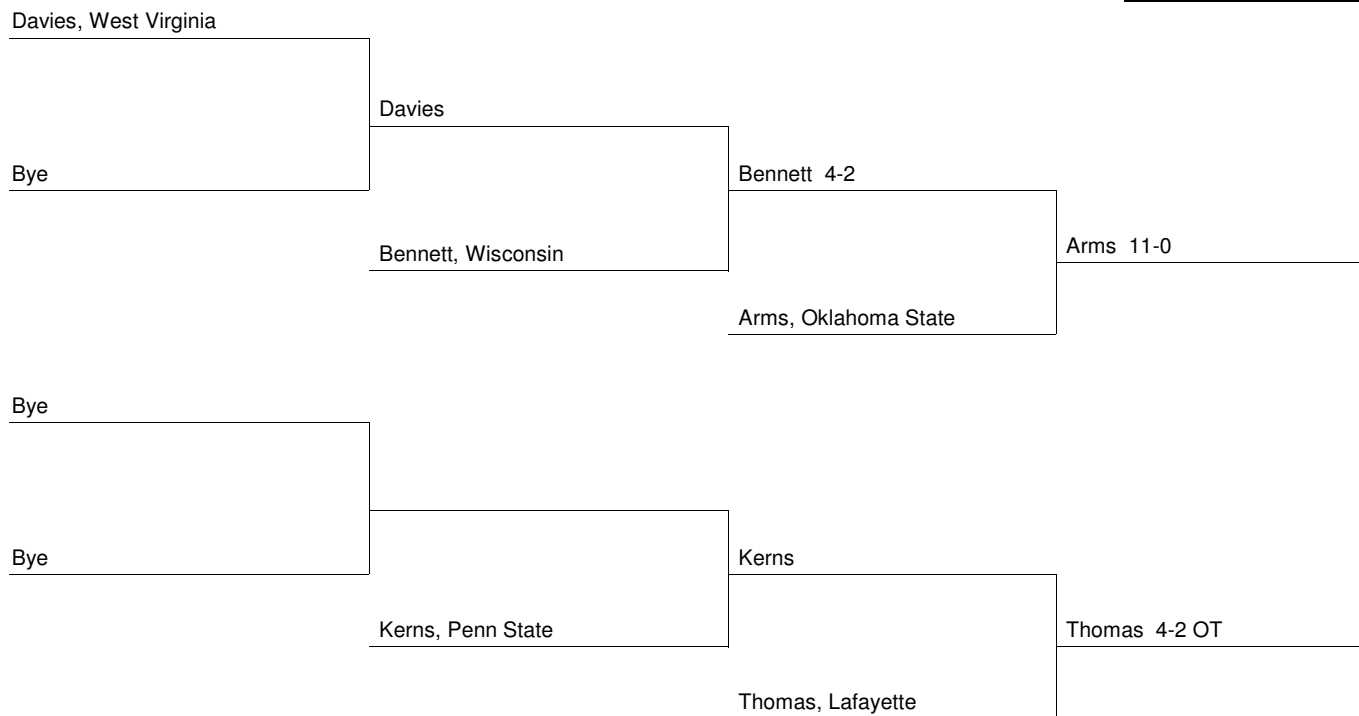 Davies, West Virginia
Davies
Bye
Bennett 4-2
Arms 11-0
Bennett, Wisconsin
Arms, Oklahoma State
Bye
Bye
Kerns
Kerns, Penn State
Thomas 4-2 OT
Thomas, Lafayette